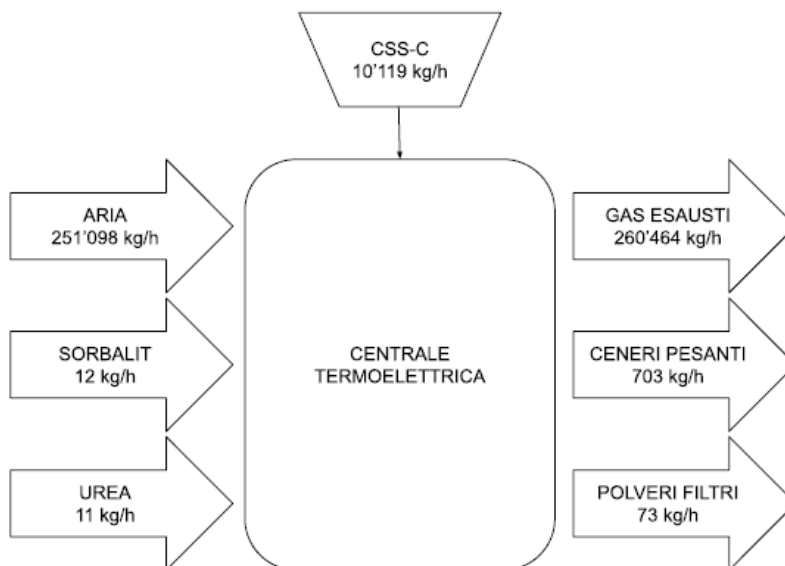 CSS-C
10'119 kg/h
ARIA
251'098 kg/h
GAS ESAUSTI
260'464 kg/h
SORBALIT
12 kg/h
CENTRALE
TERMOELETTRICA
CENERI PESANTI
703 kg/h
UREA
11 kg/h
POLVERI FILTRI
73 kg/h